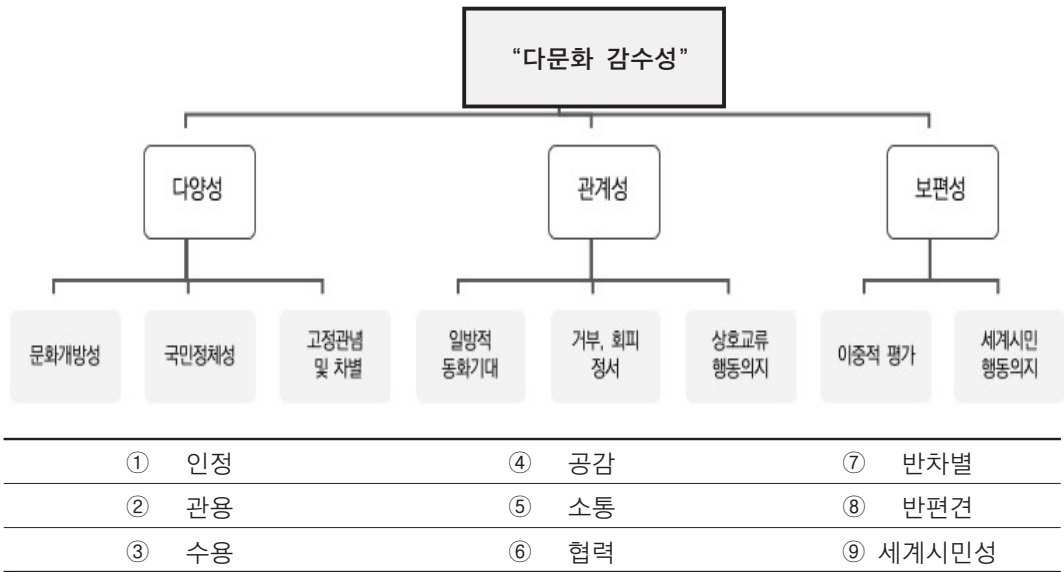 “다문화 감수성”
다양성 관계성 보편성
문화개방성 국민정체성 고정관념 및 차별 일방적 동화기대 거부, 회피 정서 상호교류 행동의지 이중적 평가 세계시민 행동의지
① 인정 ④ 공감 ⑦ 반차별
② 관용 ⑤ 소통 ⑧ 반편견
③ 수용 ⑥ 협력 ⑨ 세계시민성